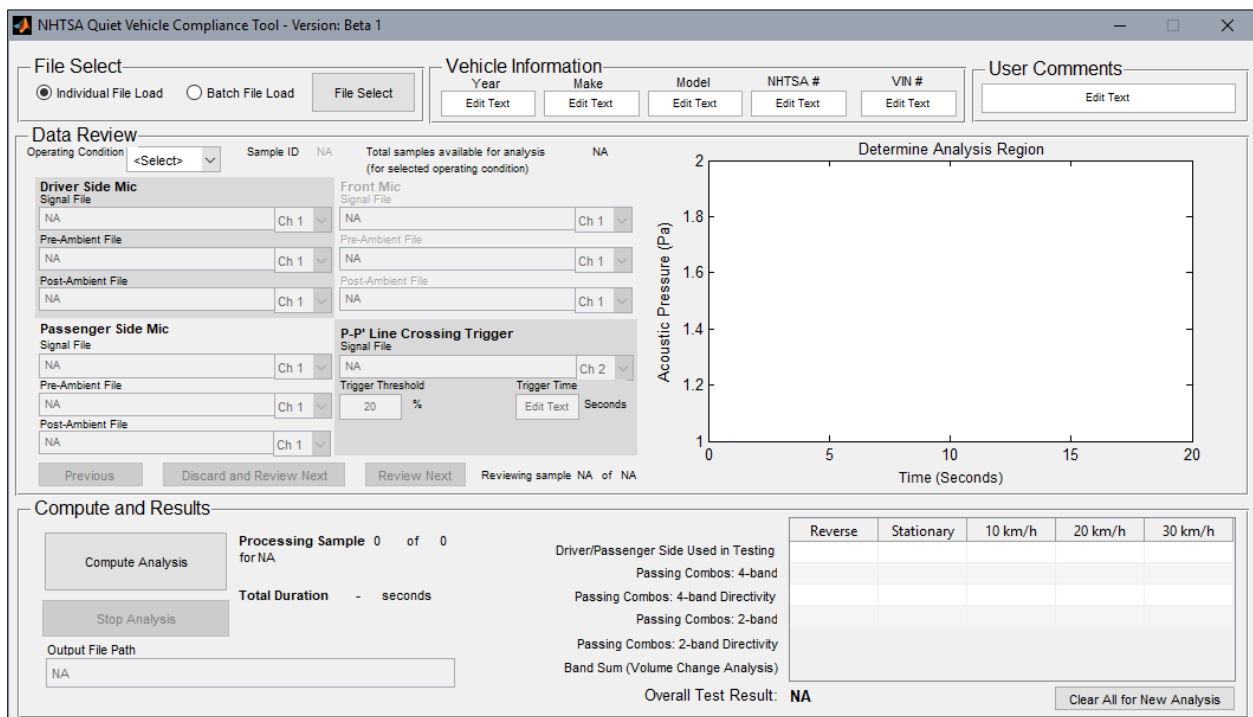 NHTSA Quiet Vehicle Compliance Tool - Version: Beta 1
File Select
Individual File Load
Batch File Load
File Select
Vehicle Information
Year
Make
Model
NHTSA #
VIN #
Edit Text
Edit Text
Edit Text
Edit Text
Edit Text
User Comments
Edit Text
Data Review
Operating Condition
<Select>
Sample ID NA
Total samples available for analysis NA
(for selected operating condition)
Driver Side Mic
Signal File
NA Ch 1
Pre-Ambient File
NA Ch 1
Post-Ambient File
NA Ch 1
Front Mic
Signal File
NA Ch 1
Pre-Ambient File
NA Ch 1
Post-Ambient File
NA Ch 1
Passenger Side Mic
Signal File
NA Ch 1
Pre-Ambient File
NA Ch 1
Post-Ambient File
NA Ch 1
P-P' Line Crossing Trigger
Signal File
NA Ch 2
Trigger Threshold Trigger Time
20 % Edit Text Seconds
Previous
Discard and Review Next
Review Next
Reviewing sample NA of NA
Determine Analysis Region
Acoustic Pressure (Pa)
2
1.8
1.6
1.4
1.2
1
0 5 10 15 20
Time (Seconds)
Compute and Results
Compute Analysis
Stop Analysis
Processing Sample 0 of 0
for NA
Total Duration - seconds
Output File Path
NA
Reverse Stationary 10 km/h 20 km/h 30 km/h
Driver/Passenger Side Used in Testing
Passing Combos: 4-band
Passing Combos: 4-band Directivity
Passing Combos: 2-band
Passing Combos: 2-band Directivity
Band Sum (Volume Change Analysis)
Overall Test Result: NA
Clear All for New Analysis